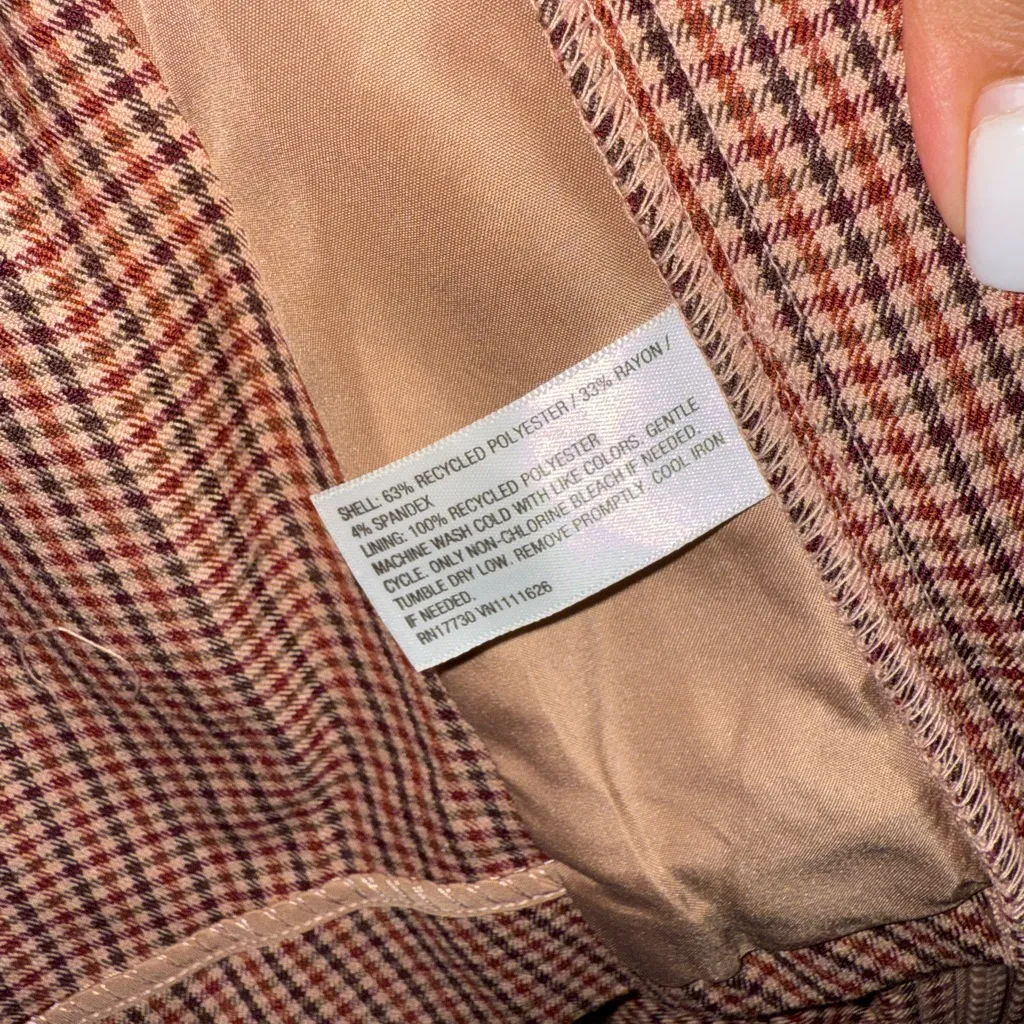 SHELL: 63% RECYCLED POLYESTER / 33% RAYON /
4% SPANDEX
LINING: 100% RECYCLED POLYESTER
MACHINE WASH COLD WITH LIKE COLORS. GENTLE
CYCLE. ONLY NON-CHLORINE BLEACH IF NEEDED.
TUMBLE DRY LOW. REMOVE PROMPTLY. COOL IRON
IF NEEDED.
RN17730 VN1111626